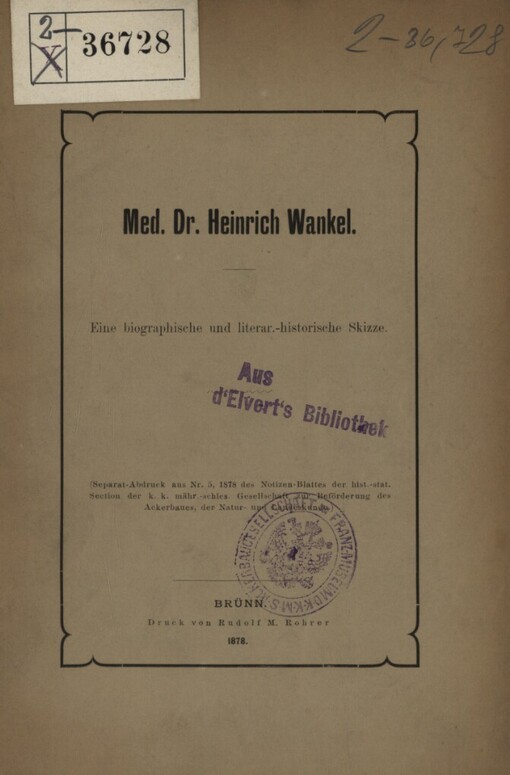 2-
X
36728
2-36,728
Med. Dr. Heinrich Wankel.
Eine biographische und literar.-historische Skizze.
Aus
d'Elvert's Bibliothek
(Separat-Abdruck aus Nr. 5, 1878 des Notizen-Blattes der hist.-stat.
Section der k. k. mähr.-schles. Gesellschaft zur Beförderung des
Ackerbaues, der Natur- und Landeskunde.)
BRÜNN.
Druck von Rudolf M. Rohrer
1878.